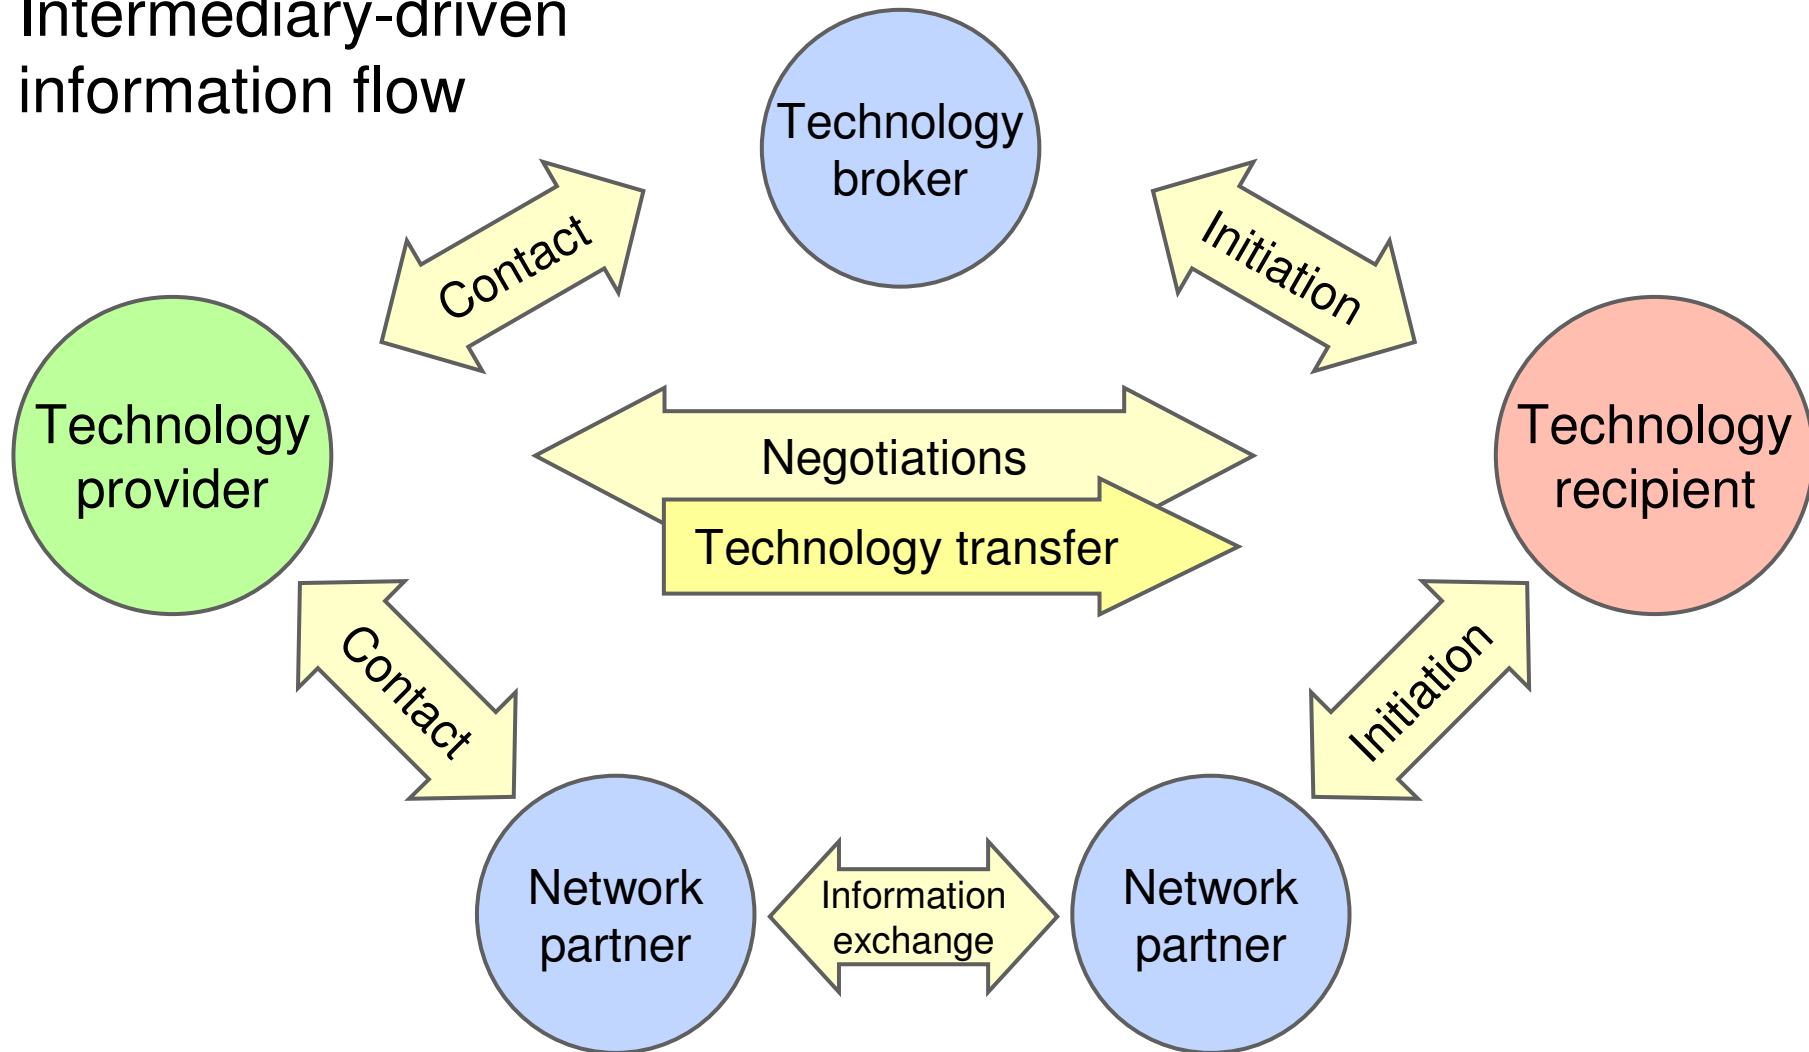 Intermediary-driven
information flow
Technology
broker
Contact
Initiation
Technology
provider
Negotiations
Technology transfer
Technology
recipient
Contact
Initiation
Network
partner
Information
exchange
Network
partner